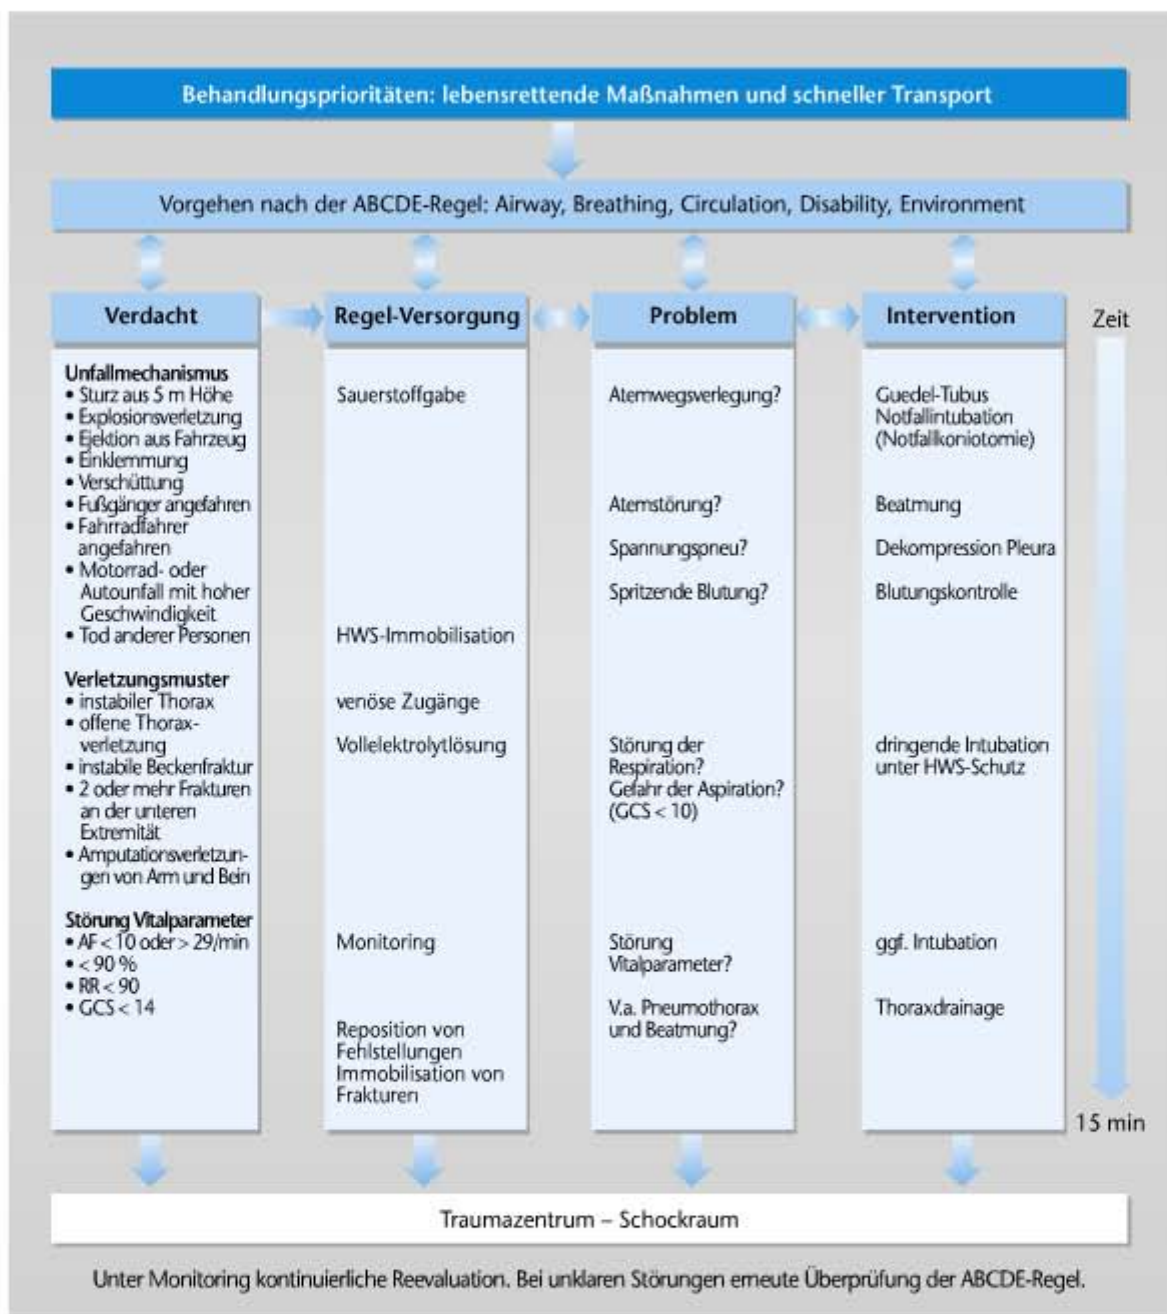 Behandlungsprioritäten: lebensrettende Maßnahmen und schneller Transport
Vorgehen nach der ABCDE-Regel: Airway, Breathing, Circulation, Disability, Environment
Verdacht
Unfallmechanismus
• Sturz aus 5 m Höhe
• Explosionsverletzung
• Ejektion aus Fahrzeug
• Einklemmung
• Verschüttung
• Fußgänger angefahren
• Fahrradfahrer
angefahren
• Motorrad- oder
Autounfall mit hoher
Geschwindigkeit
• Tod anderer Personen
Verletzungsmuster
• instabiler Thorax
• offene Thorax-
verletzung
• instabile Beckenfraktur
• 2 oder mehr Frakturen
an der unteren
Extremität
• Amputationsverletzun-
gen von Arm und Bein
Störung Vitalparameter
• AF < 10 oder > 29/min
• < 90 %
• RR < 90
• GCS < 14
Regel-Versorgung
Sauerstoffgabe
HWS-Immobilisation
venöse Zugänge
Vollelektrolytlösung
Monitoring
Reposition von
Fehlstellungen
Immobilisation von
Frakturen
Problem
Atemwegsverlegung?
Atemstörung?
Spannungspneu?
Spritzende Blutung?
Störung der
Respiration?
Gefahr der Aspiration?
(GCS < 10)
Störung
Vitalparameter?
V.a. Pneumothorax
und Beatmung?
Intervention
Guedel-Tubus
Notfallintubation
(Notfallkoniotomie)
Beatmung
Dekompression Pleura
Blutungskontrolle
dringende Intubation
unter HWS-Schutz
ggf. Intubation
Thoraxdrainage
Zeit
15 min
Traumazentrum – Schockraum
Unter Monitoring kontinuierliche Reevaluation. Bei unklaren Störungen erneute Überprüfung der ABCDE-Regel.